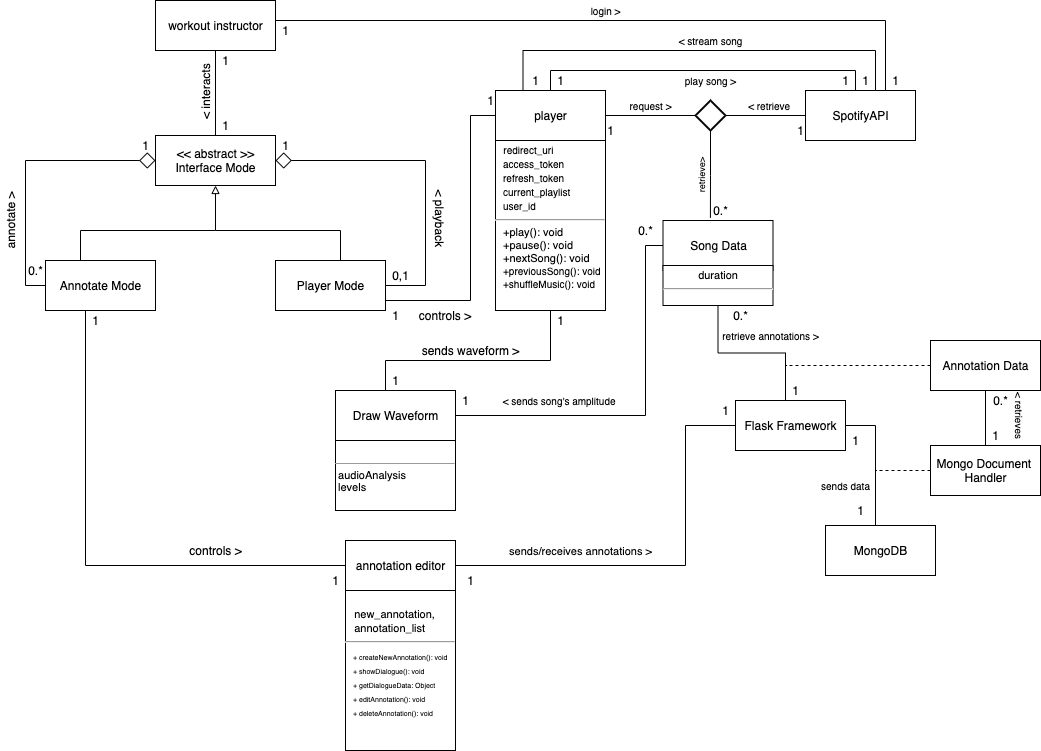 login >
workout instructor
1
< stream song
1
< interacts
1
1
play song >
1
1
1
1
1
player
request >
< retrieve
SpotifyAPI
1
1
1
1
<< abstract >>
Interface Mode
1
redirect_uri
access_token
refresh_token
current_playlist
user_id
retrieve>
annotate >
< playback
0.*
0.*
+play(): void
+pause(): void
+nextSong(): void
+previousSong(): void
+shuffleMusic(): void
Song Data
duration
0.*
0,1
Annotate Mode
Player Mode
1
1
controls >
1
0.*
retrieve annotations >
sends waveform >
1
Annotation Data
1
< sends song's amplitude
1
1
0.*
< retrieves
1
Draw Waveform
Flask Framework
1
audioAnalysis
levels
Mongo Document
Handler
sends data
1
MongoDB
controls >
sends/receives annotations >
annotation editor
1
1
new_annotation,
annotation_list
+ createNewAnnotation(): void
+ showDialogue(): void
+ getDialogueData: Object
+ editAnnotation(): void
+ deleteAnnotation(): void